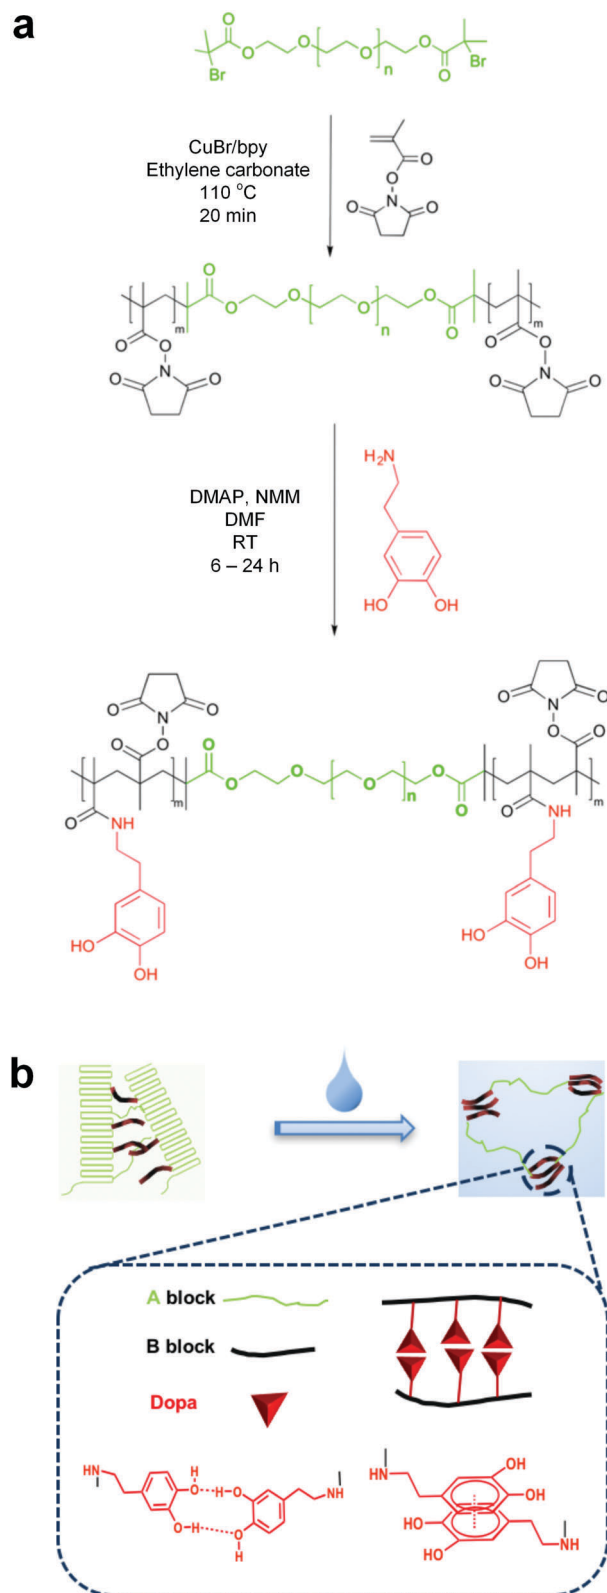 a
O
O
O
O
O
O
O
Br
n
Br
CuBr/bpy
Ethylene carbonate
110 °C
20 min
O
O
N
O
O
O
O
O
O
O
O
O
m
n
m
O
O
O
O
N
N
O
O
O
O
DMAP, NMM
DMF
RT
6 – 24 h
H₂N
HO
OH
O
N
O
O
N
O
O
O
O
O
O
O
O
O
O
O
O
m
n
m
O
NH
O
NH
HO
OH
HO
OH
b
A block
B block
Dopa
HN
H
O
HO
NH
O-H
O
H
HN
OH
OH
HO
HO
NH